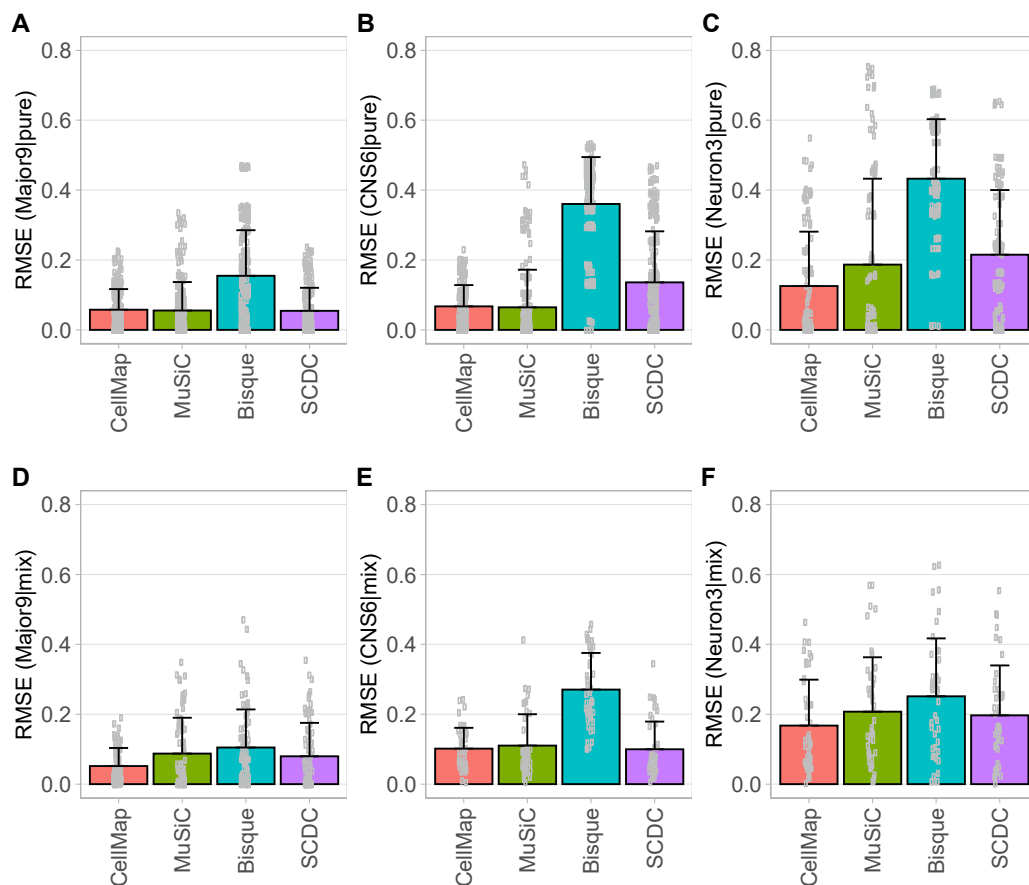 A
RMSE (Major9|pure)
0.8
0.6
0.4
0.2
0.0
CellMap
MuSiC
Bisque
SCDC
B
RMSE (CNS6|pure)
0.8
0.6
0.4
0.2
0.0
CellMap
MuSiC
Bisque
SCDC
C
RMSE (Neuron3|pure)
0.8
0.6
0.4
0.2
0.0
CellMap
MuSiC
Bisque
SCDC
D
RMSE (Major9|mix)
0.8
0.6
0.4
0.2
0.0
CellMap
MuSiC
Bisque
SCDC
E
RMSE (CNS6|mix)
0.8
0.6
0.4
0.2
0.0
CellMap
MuSiC
Bisque
SCDC
F
RMSE (Neuron3|mix)
0.8
0.6
0.4
0.2
0.0
CellMap
MuSiC
Bisque
SCDC